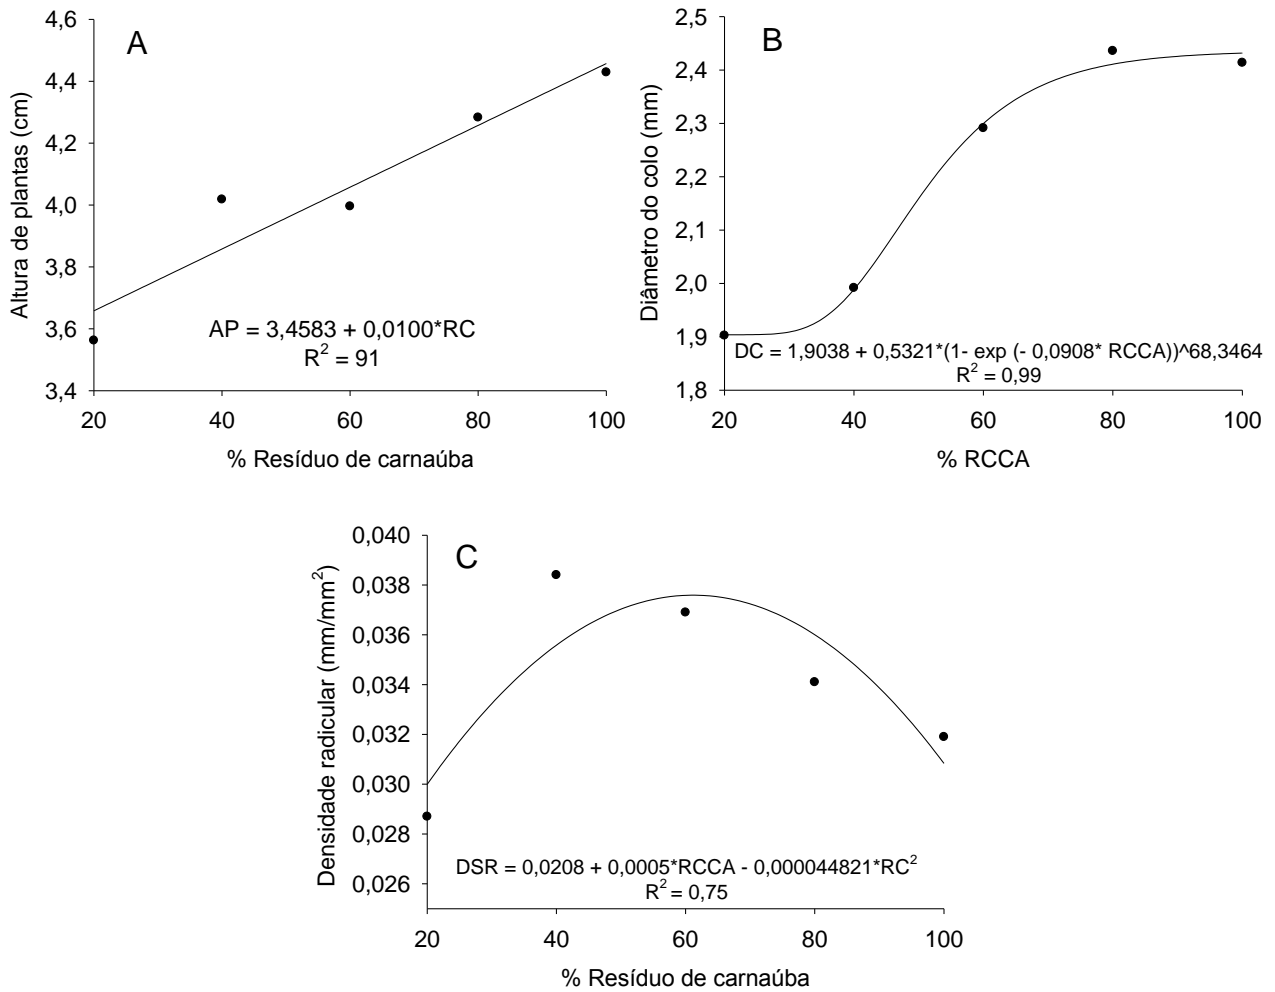 A
4,6
4,4
4,2
4,0
3,8
3,6
3,4
Altura de plantas (cm)
AP = 3,4583 + 0,0100*RC
R² = 91
20 40 60 80 100
% Resíduo de carnaúba
B
2,5
2,4
2,3
2,2
2,1
2,0
1,9
1,8
Diâmetro do colo (mm)
DC = 1,9038 + 0,5321*(1- exp (- 0,0908* RCCA))^68,3464
R² = 0,99
20 40 60 80 100
% RCCA
C
0,040
0,038
0,036
0,034
0,032
0,030
0,028
0,026
Densidade radicular (mm/mm²)
DSR = 0,0208 + 0,0005*RCCA - 0,000044821*RC²
R² = 0,75
20 40 60 80 100
% Resíduo de carnaúba